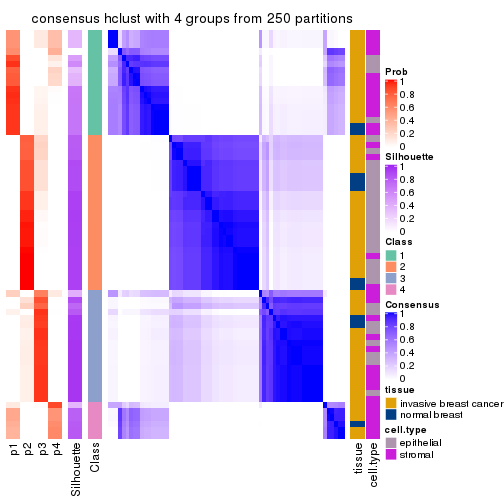 consensus hclust with 4 groups from 250 partitions
Prob
1
0.8
0.6
0.4
0.2
0
Silhouette
1
0.8
0.6
0.4
0.2
0
Class
1
2
3
4
Consensus
1
0.8
0.6
0.4
0.2
0
tissue
invasive breast cancer
normal breast
cell.type
epithelial
stromal
p1
p2
p3
p4
Silhouette
Class
tissue
cell.type